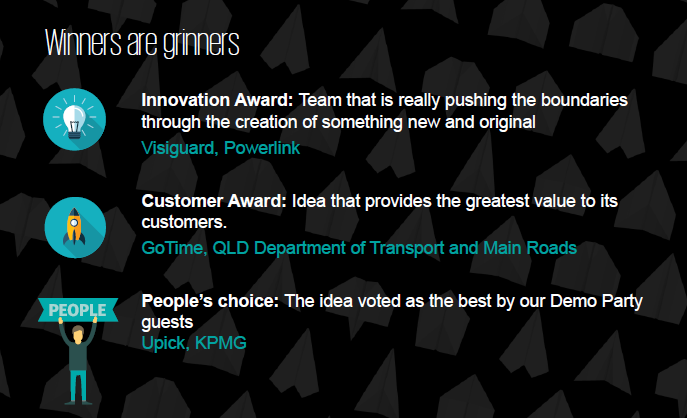 Winners are grinners
Innovation Award: Team that is really pushing the boundaries
through the creation of something new and original
Visiguard, Powerlink
Customer Award: Idea that provides the greatest value to its
customers.
GoTime, QLD Department of Transport and Main Roads
PEOPLE
People's choice: The idea voted as the best by our Demo Party
guests
Upick, KPMG